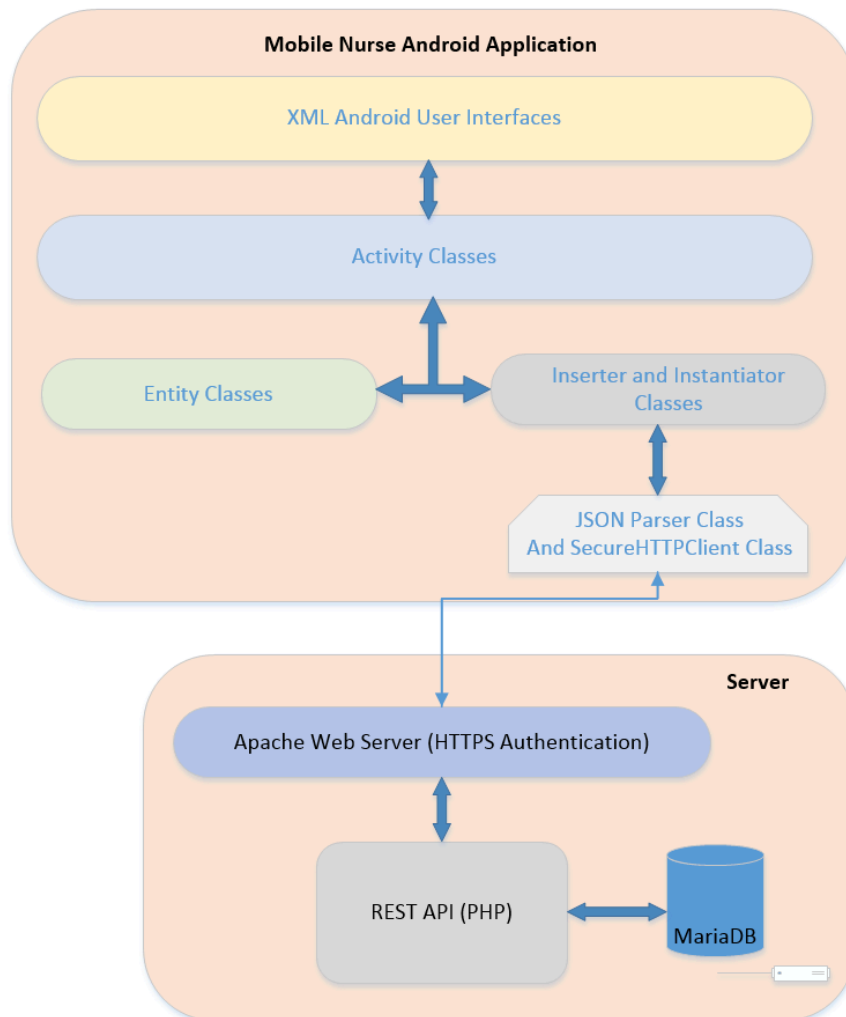 Mobile Nurse Android Application
XML Android User Interfaces
Activity Classes
Entity Classes
Inserter and Instantiator
Classes
JSON Parser Class
And SecureHTTPClient Class
Server
Apache Web Server (HTTPS Authentication)
REST API (PHP)
MariaDB